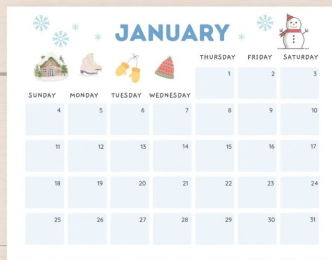 JANUARY
THURSDAY FRIDAY SATURDAY
1 2 3
SUNDAY MONDAY TUESDAY WEDNESDAY
4 5 6 7 8 9 10
11 12 13 14 15 16 17
18 19 20 21 22 23 24
25 26 27 28 29 30 31